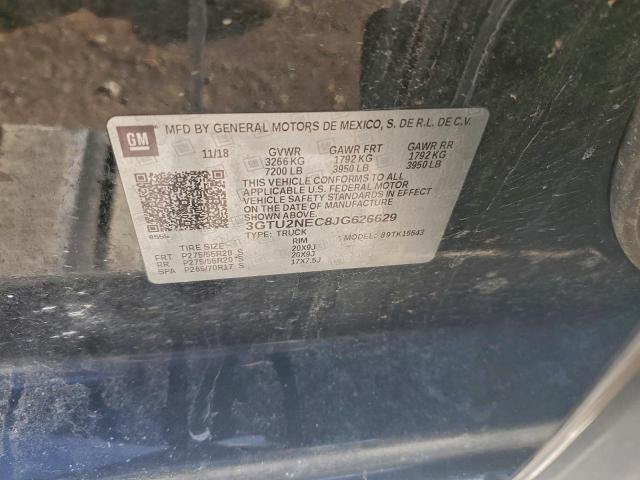 GM
MFD BY GENERAL MOTORS DE MEXICO, S. DE R.L. DE C.V.
11/18 GVWR GAWR FRT GAWR RR
3266 KG 1792 KG 1792 KG
7200 LB 3950 LB 3950 LB
THIS VEHICLE CONFORMS TO ALL
APPLICABLE U.S. FEDERAL MOTOR
VEHICLE SAFETY STANDARDS IN EFFECT
ON THE DATE OF MANUFACTURE SHOWN ABOVE.
3GTU2NEC8JG626629
TYPE: TRUCK MODEL:
TIRE SIZE RIM
FRT P275/55R20 S 20X9J
RR P275/55R20 S 20X9J
SPA P265/70R17 S 17X7.5J